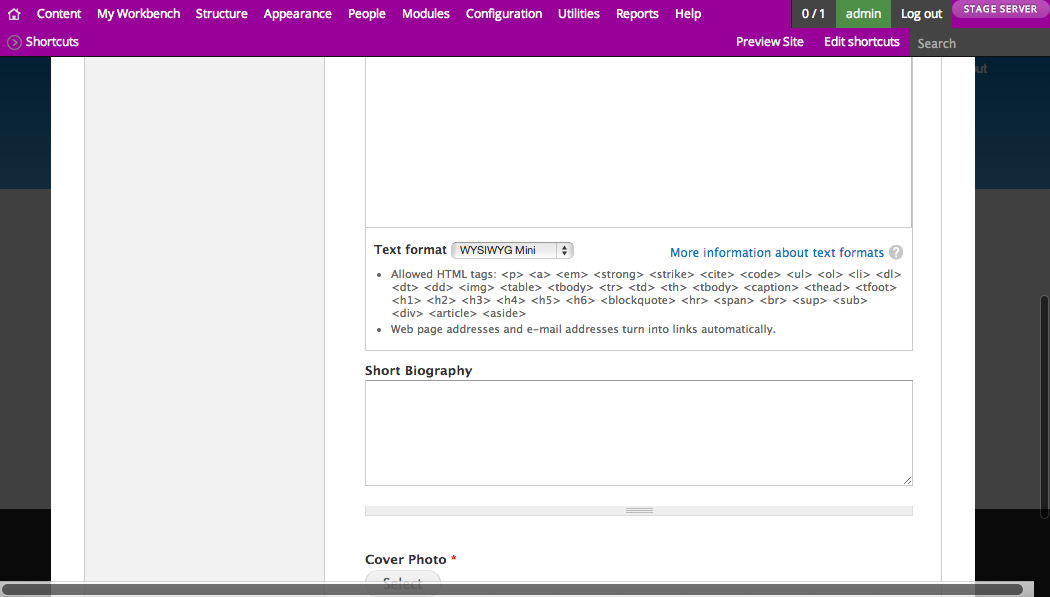 Content My Workbench Structure Appearance People Modules Configuration Utilities Reports Help 0 / 1 admin Log out STAGE SERVER
Shortcuts Preview Site Edit shortcuts Search
Text format WYSIWYG Mini More information about text formats ?
Allowed HTML tags: <p> <a> <em> <strong> <strike> <cite> <code> <ul> <ol> <li> <dl>
<dt> <dd> <img> <table> <tbody> <tr> <td> <th> <tbody> <caption> <thead> <tfoot>
<h1> <h2> <h3> <h4> <h5> <h6> <blockquote> <hr> <span> <br> <sup> <sub>
<div> <article> <aside>
Web page addresses and e-mail addresses turn into links automatically.
Short Biography
Cover Photo *
Select